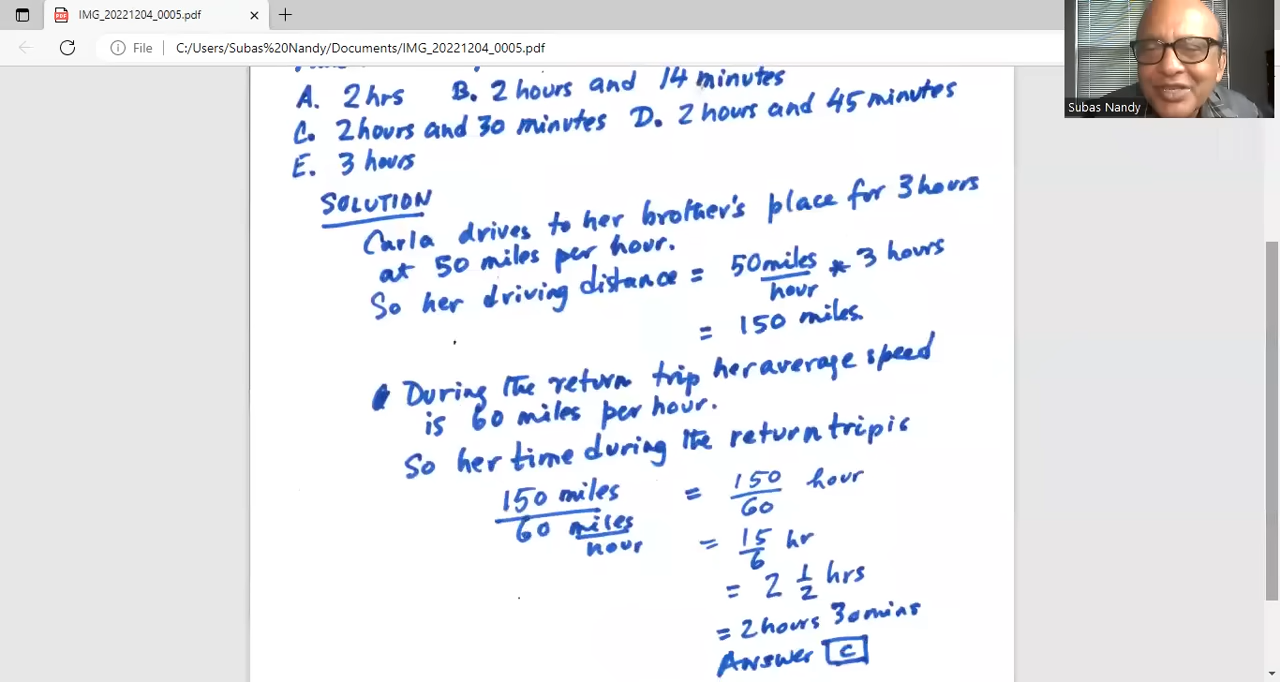 IMG_20221204_0005.pdf
File
C:/Users/Subas%20Nandy/Documents/IMG_20221204_0005.pdf
Subas Nandy
A. 2 hrs B. 2 hours and 14 minutes
C. 2 hours and 30 minutes D. 2 hours and 45 minutes
E. 3 hours
SOLUTION
Carla drives to her brother's place for 3 hours
at 50 miles per hour.
So her driving distance = 50 miles/hour * 3 hours
= 150 miles.
During the return trip her average speed
is 60 miles per hour.
So her time during the return trip is
150 miles / 60 miles/hour = 150/60 hour
= 15/6 hr
= 2 1/2 hrs
= 2 hours 30 mins
Answer C